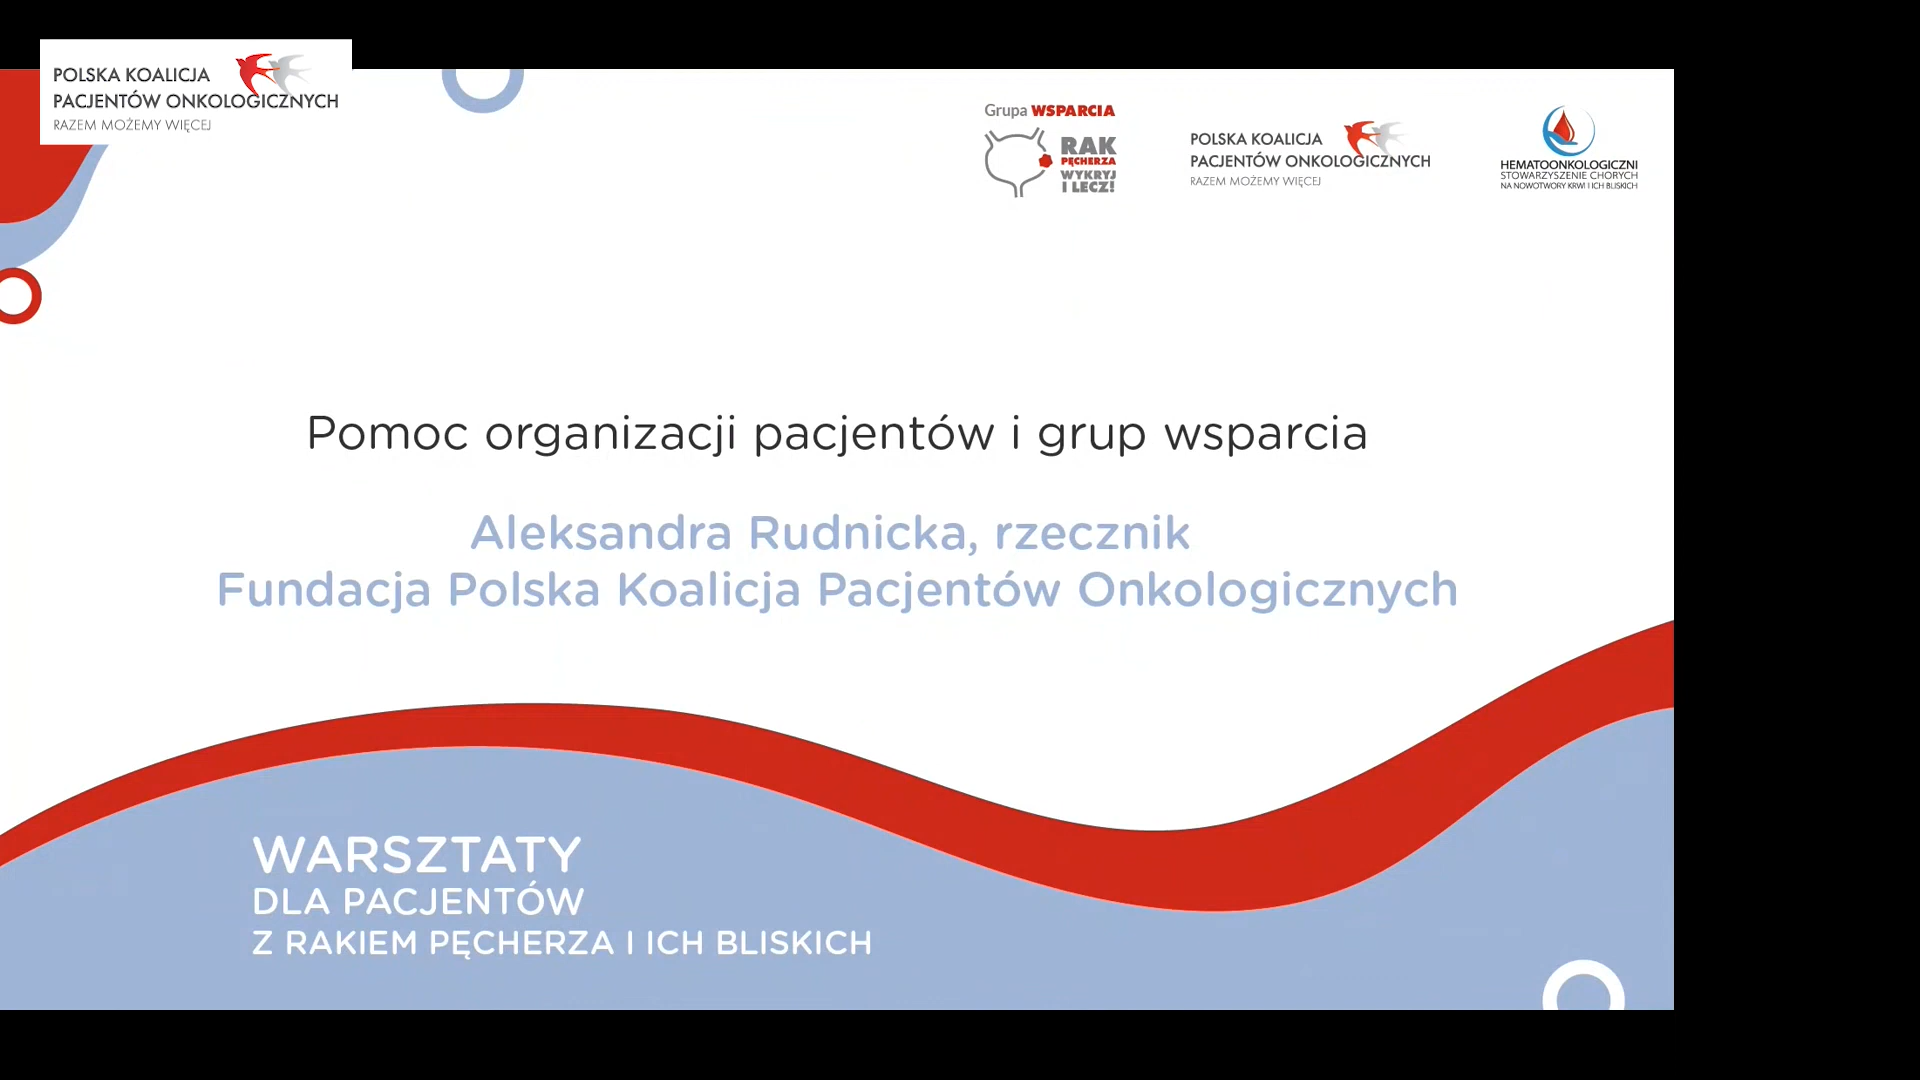 POLSKA KOALICJA
PACJENTÓW ONKOLOGICZNYCH
RAZEM MOŻEMY WIĘCEJ
Grupa WSPARCIA
RAK
PĘCHERZA
WYKRYJ
I LECZ!
POLSKA KOALICJA
PACJENTÓW ONKOLOGICZNYCH
RAZEM MOŻEMY WIĘCEJ
HEMATOONKOLOGICZNI
STOWARZYSZENIE CHORYCH
NA NOWOTWORY KRWI I ICH BLISKICH
Pomoc organizacji pacjentów i grup wsparcia
Aleksandra Rudnicka, rzecznik
Fundacja Polska Koalicja Pacjentów Onkologicznych
WARSZTATY
DLA PACJENTÓW
Z RAKIEM PĘCHERZA I ICH BLISKICH